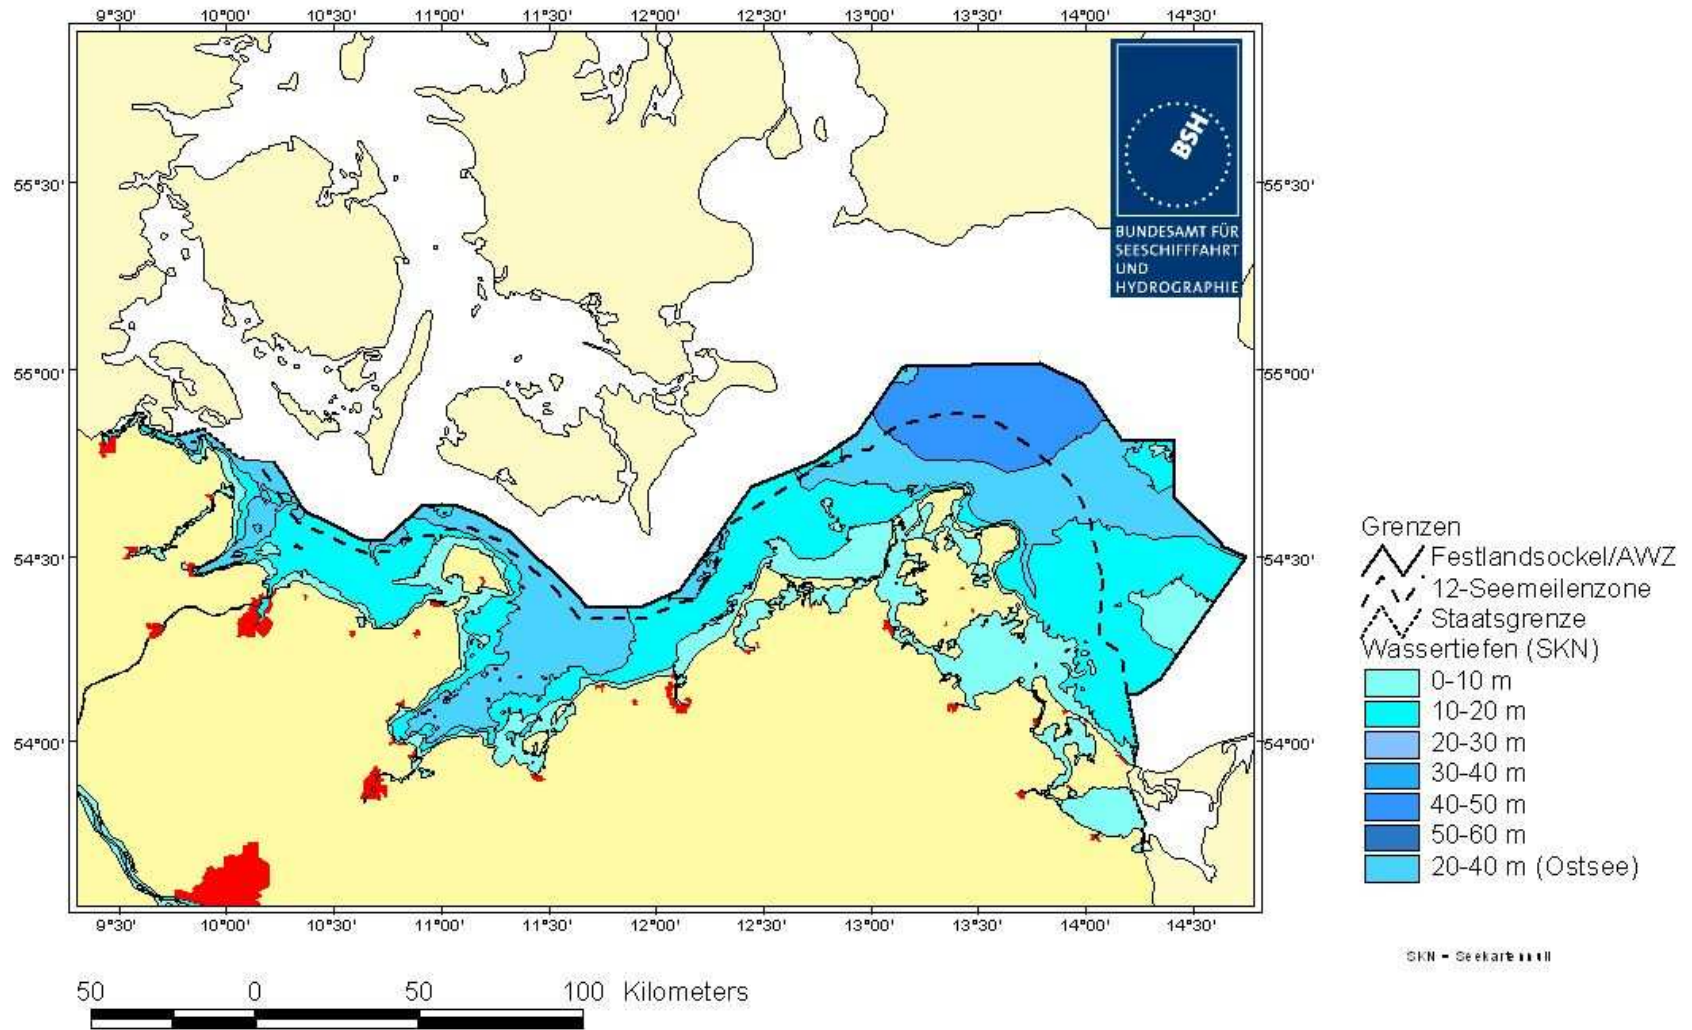 9°30' 10°00' 10°30' 11°00' 11°30' 12°00' 12°30' 13°00' 13°30' 14°00' 14°30'
BSH
55°30' 55°30'
BUNDESAMT FÜR
SEESCHIFFFAHRT
UND
HYDROGRAPHIE
55°00' 55°00'
54°30' 54°30'
54°00' 54°00'
9°30' 10°00' 10°30' 11°00' 11°30' 12°00' 12°30' 13°00' 13°30' 14°00' 14°30'
Grenzen
Festlandsockel/AWZ
12-Seemeilenzone
Staatsgrenze
Wassertiefen (SKN)
0-10 m
10-20 m
20-30 m
30-40 m
40-50 m
50-60 m
20-40 m (Ostsee)
SKN = Seekartennull
50 0 50 100 Kilometers